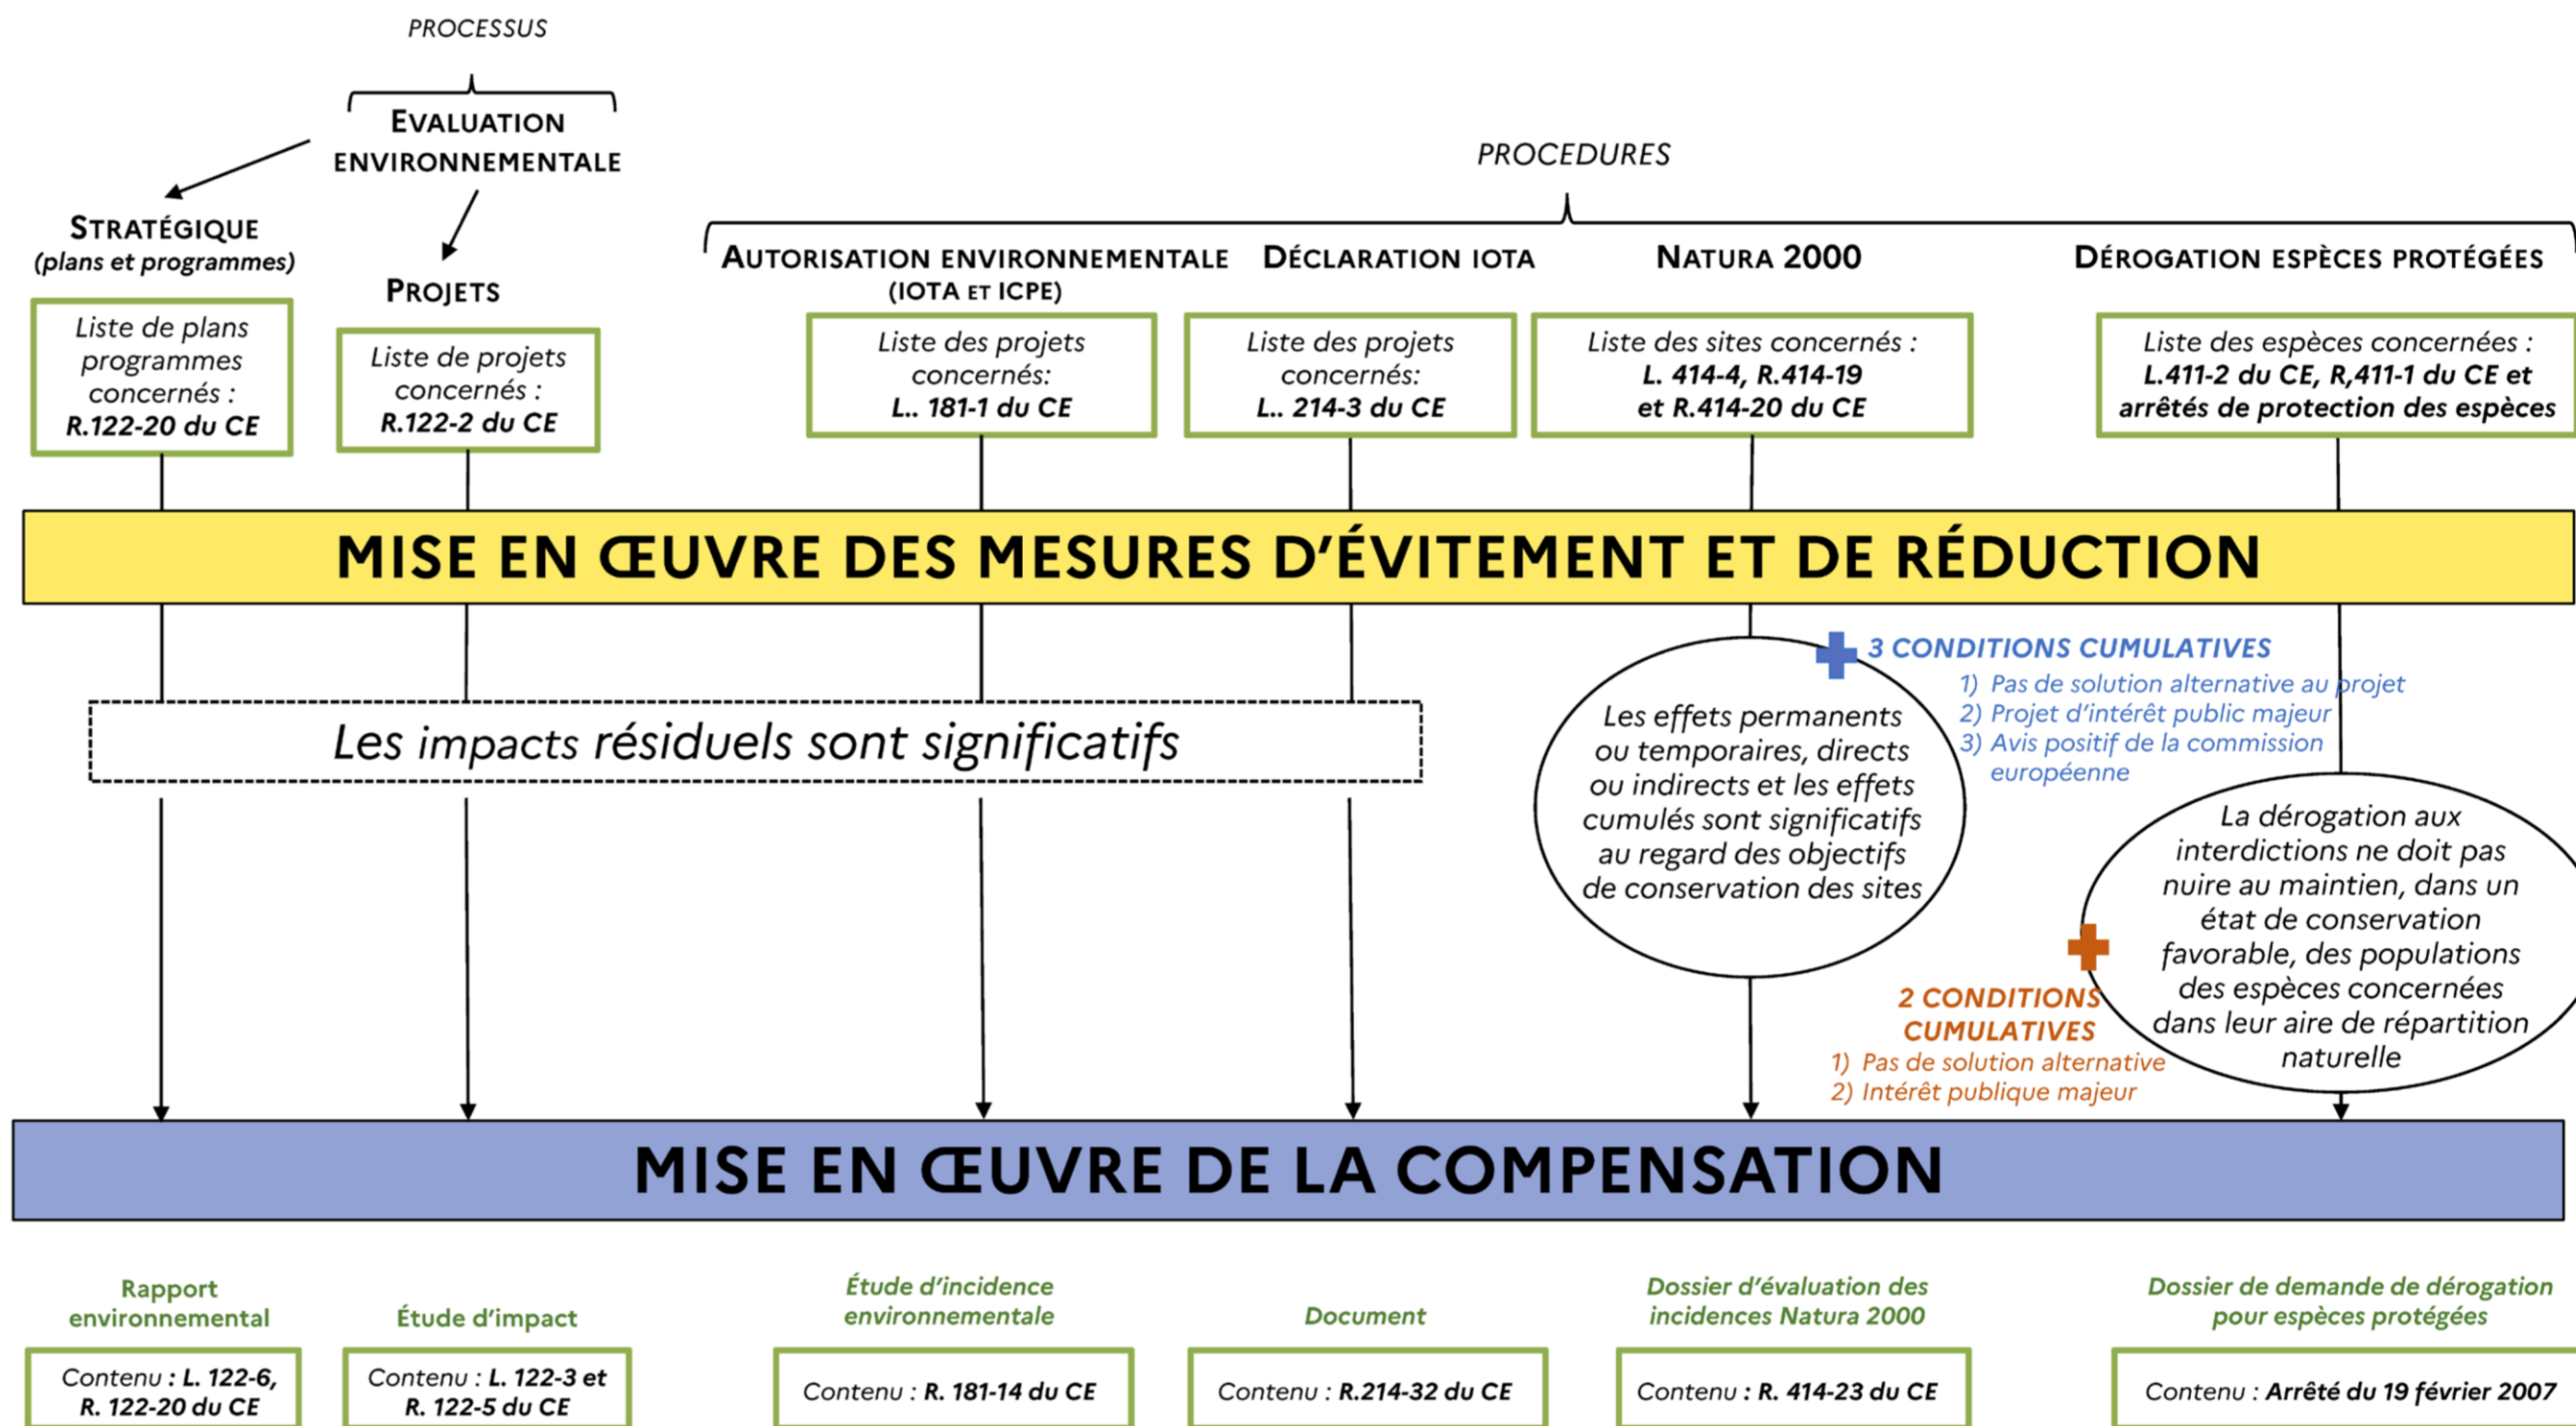 PROCESSUS
EVALUATION
ENVIRONNEMENTALE
PROCEDURES
STRATÉGIQUE
(plans et programmes)
PROJETS
AUTORISATION ENVIRONNEMENTALE
(IOTA ET ICPE)
DÉCLARATION IOTA
NATURA 2000
DÉROGATION ESPÈCES PROTÉGÉES
Liste de plans
programmes
concernés :
R.122-20 du CE
Liste de projets
concernés :
R.122-2 du CE
Liste des projets
concernés:
L.. 181-1 du CE
Liste des projets
concernés:
L.. 214-3 du CE
Liste des sites concernés :
L. 414-4, R.414-19
et R.414-20 du CE
Liste des espèces concernées :
L.411-2 du CE, R,411-1 du CE et
arrêtés de protection des espèces
MISE EN ŒUVRE DES MESURES D’ÉVITEMENT ET DE RÉDUCTION
Les impacts résiduels sont significatifs
Les effets permanents
ou temporaires, directs
ou indirects et les effets
cumulés sont significatifs
au regard des objectifs
de conservation des sites
3 CONDITIONS CUMULATIVES
1) Pas de solution alternative au projet
2) Projet d’intérêt public majeur
3) Avis positif de la commission
européenne
La dérogation aux
interdictions ne doit pas
nuire au maintien, dans un
état de conservation
favorable, des populations
des espèces concernées
dans leur aire de répartition
naturelle
2 CONDITIONS
CUMULATIVES
1) Pas de solution alternative
2) Intérêt publique majeur
MISE EN ŒUVRE DE LA COMPENSATION
Rapport
environnemental
Étude d’impact
Étude d’incidence
environnementale
Document
Dossier d’évaluation des
incidences Natura 2000
Dossier de demande de dérogation
pour espèces protégées
Contenu : L. 122-6,
R. 122-20 du CE
Contenu : L. 122-3 et
R. 122-5 du CE
Contenu : R. 181-14 du CE
Contenu : R.214-32 du CE
Contenu : R. 414-23 du CE
Contenu : Arrêté du 19 février 2007